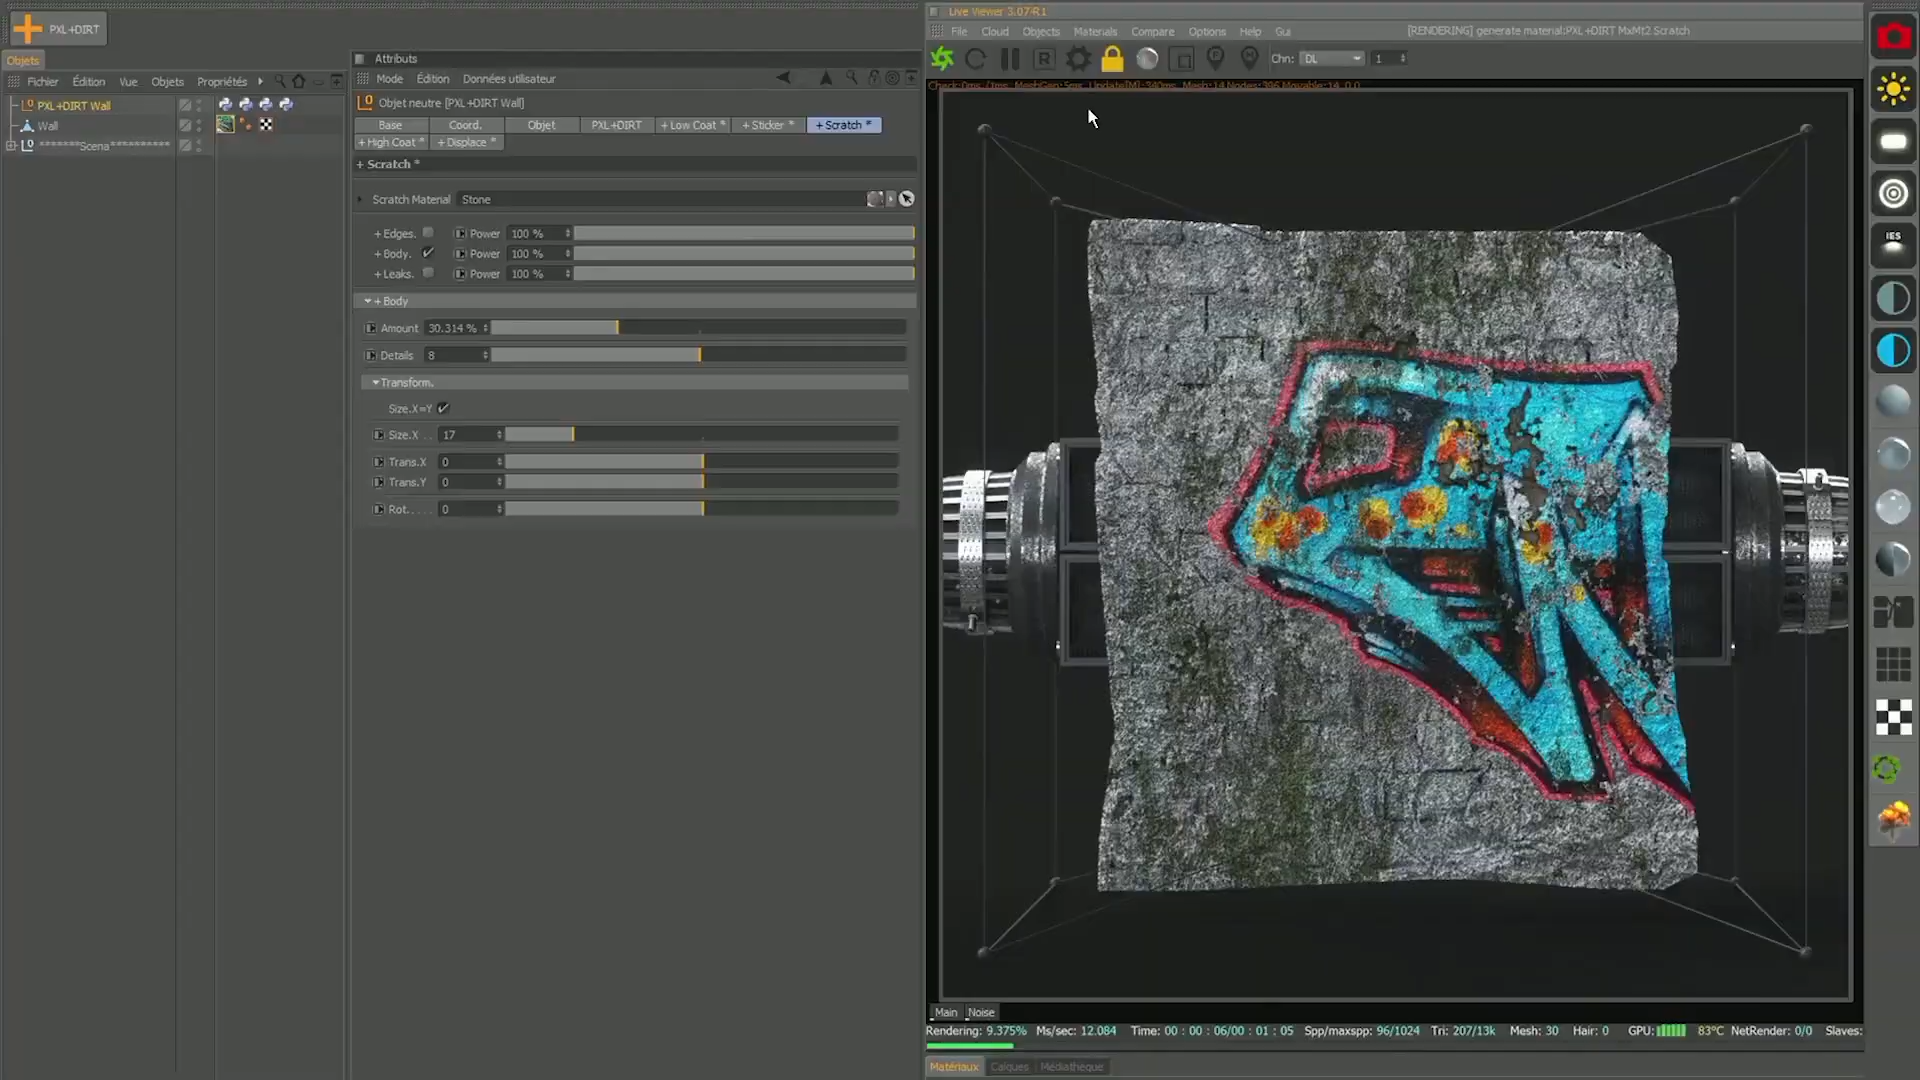 PXL+DIRT
Objets
Fichier Édition Vue Objets Propriétés
PXL+DIRT Wall
Wall
*******Scena**********
Attributs
Mode Édition Données utilisateur
Objet neutre [PXL+DIRT Wall]
Base Coord. Objet PXL+DIRT + Low Coat * + Sticker * + Scratch *
+ High Coat * + Displace *
+ Scratch *
Scratch Material Stone
+ Edges. Power 100 %
+ Body. Power 100 %
+ Leaks. Power 100 %
+ Body
Amount 30.314 %
Details 8
Transform.
Size.X=Y
Size.X . . 17
Trans.X 0
Trans.Y 0
Rot. . . . . 0
Live Viewer 3.07-R1
File Cloud Objects Materials Compare Options Help Gui [RENDERING] generate material:PXL+DIRT MxMt2 Scratch
R Chn: DL 1
IES
Main Noise
Rendering: 9.375% Ms/sec: 12.084 Time: 00 : 00 : 06/00 : 01 : 05 Spp/maxspp: 96/1024 Tri: 207/13k Mesh: 30 Hair: 0 GPU: 83°C NetRender: 0/0 Slaves:
Matériaux Calques Médiathèque